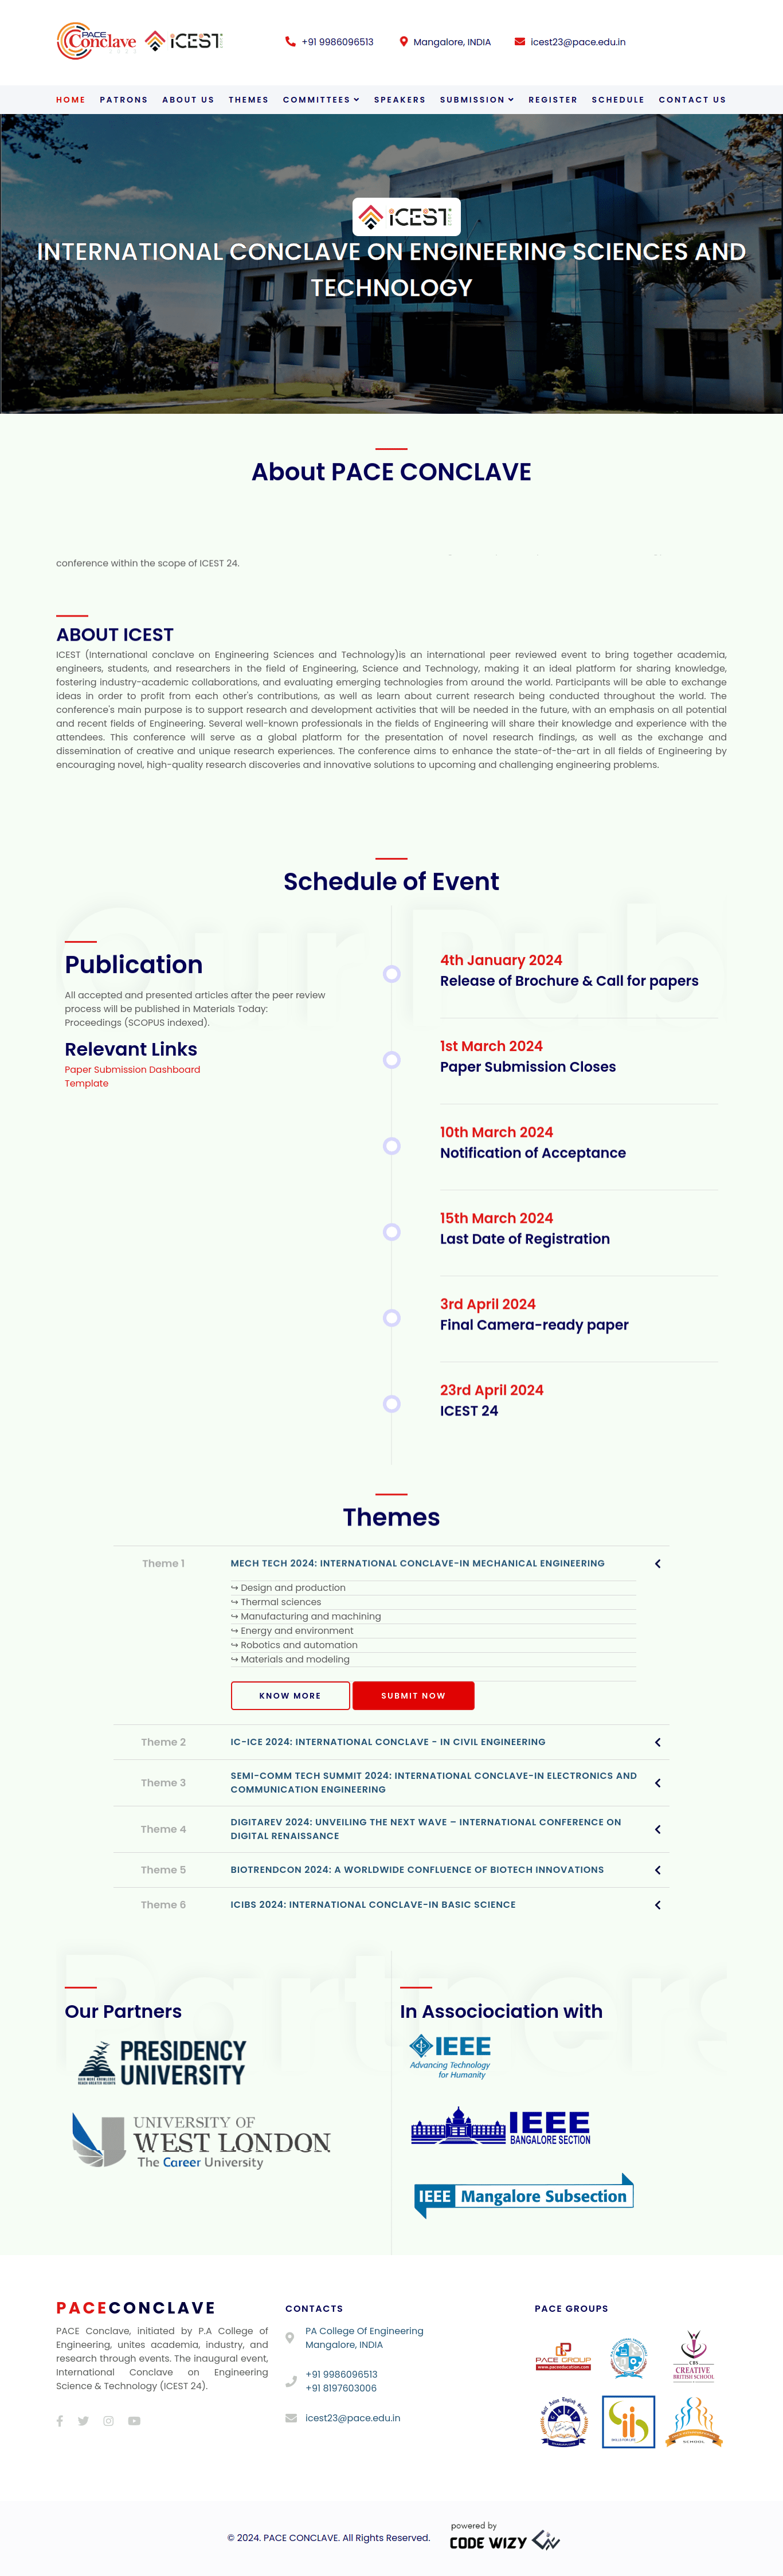 PACE
Conclave
iCEST
+91 9986096513
Mangalore, INDIA
icest23@pace.edu.in
HOME PATRONS ABOUT US THEMES COMMITTEES SPEAKERS SUBMISSION REGISTER SCHEDULE CONTACT US
iCEST
INTERNATIONAL CONCLAVE ON ENGINEERING SCIENCES AND
TECHNOLOGY
About PACE CONCLAVE
conference within the scope of ICEST 24.
ABOUT ICEST
ICEST (International conclave on Engineering Sciences and Technology)is an international peer reviewed event to bring together academia,
engineers, students, and researchers in the field of Engineering, Science and Technology, making it an ideal platform for sharing knowledge,
fostering industry-academic collaborations, and evaluating emerging technologies from around the world. Participants will be able to exchange
ideas in order to profit from each other's contributions, as well as learn about current research being conducted throughout the world. The
conference's main purpose is to support research and development activities that will be needed in the future, with an emphasis on all potential
and recent fields of Engineering. Several well-known professionals in the fields of Engineering will share their knowledge and experience with the
attendees. This conference will serve as a global platform for the presentation of novel research findings, as well as the exchange and
dissemination of creative and unique research experiences. The conference aims to enhance the state-of-the-art in all fields of Engineering by
encouraging novel, high-quality research discoveries and innovative solutions to upcoming and challenging engineering problems.
Schedule of Event
Our Pub
Publication
All accepted and presented articles after the peer review
process will be published in Materials Today:
Proceedings (SCOPUS indexed).
Relevant Links
Paper Submission Dashboard
Template
4th January 2024
Release of Brochure & Call for papers
1st March 2024
Paper Submission Closes
10th March 2024
Notification of Acceptance
15th March 2024
Last Date of Registration
3rd April 2024
Final Camera-ready paper
23rd April 2024
ICEST 24
Themes
Theme 1
MECH TECH 2024: INTERNATIONAL CONCLAVE-IN MECHANICAL ENGINEERING
↪ Design and production
↪ Thermal sciences
↪ Manufacturing and machining
↪ Energy and environment
↪ Robotics and automation
↪ Materials and modeling
KNOW MORE
SUBMIT NOW
Theme 2
IC-ICE 2024: INTERNATIONAL CONCLAVE - IN CIVIL ENGINEERING
Theme 3
SEMI-COMM TECH SUMMIT 2024: INTERNATIONAL CONCLAVE-IN ELECTRONICS AND
COMMUNICATION ENGINEERING
Theme 4
DIGITAREV 2024: UNVEILING THE NEXT WAVE – INTERNATIONAL CONFERENCE ON
DIGITAL RENAISSANCE
Theme 5
BIOTRENDCON 2024: A WORLDWIDE CONFLUENCE OF BIOTECH INNOVATIONS
Theme 6
ICIBS 2024: INTERNATIONAL CONCLAVE-IN BASIC SCIENCE
Partners
Our Partners
PRESIDENCY
UNIVERSITY
GAIN MORE KNOWLEDGE
REACH GREATER HEIGHTS
UNIVERSITY OF
WEST LONDON
The Career University
In Associociation with
IEEE
Advancing Technology
for Humanity
IEEE
BANGALORE SECTION
IEEE Mangalore Subsection
PACECONCLAVE
PACE Conclave, initiated by P.A College of
Engineering, unites academia, industry, and
research through events. The inaugural event,
International Conclave on Engineering
Science & Technology (ICEST 24).
CONTACTS
PA College Of Engineering
Mangalore, INDIA
+91 9986096513
+91 8197603006
icest23@pace.edu.in
PACE GROUPS
PACE GROUP
www.paceeducation.com
CBS
CREATIVE
BRITISH SCHOOL
SKILLS FOR LIFE
SCHOOL
© 2024. PACE CONCLAVE. All Rights Reserved.
powered by
CODE WIZY